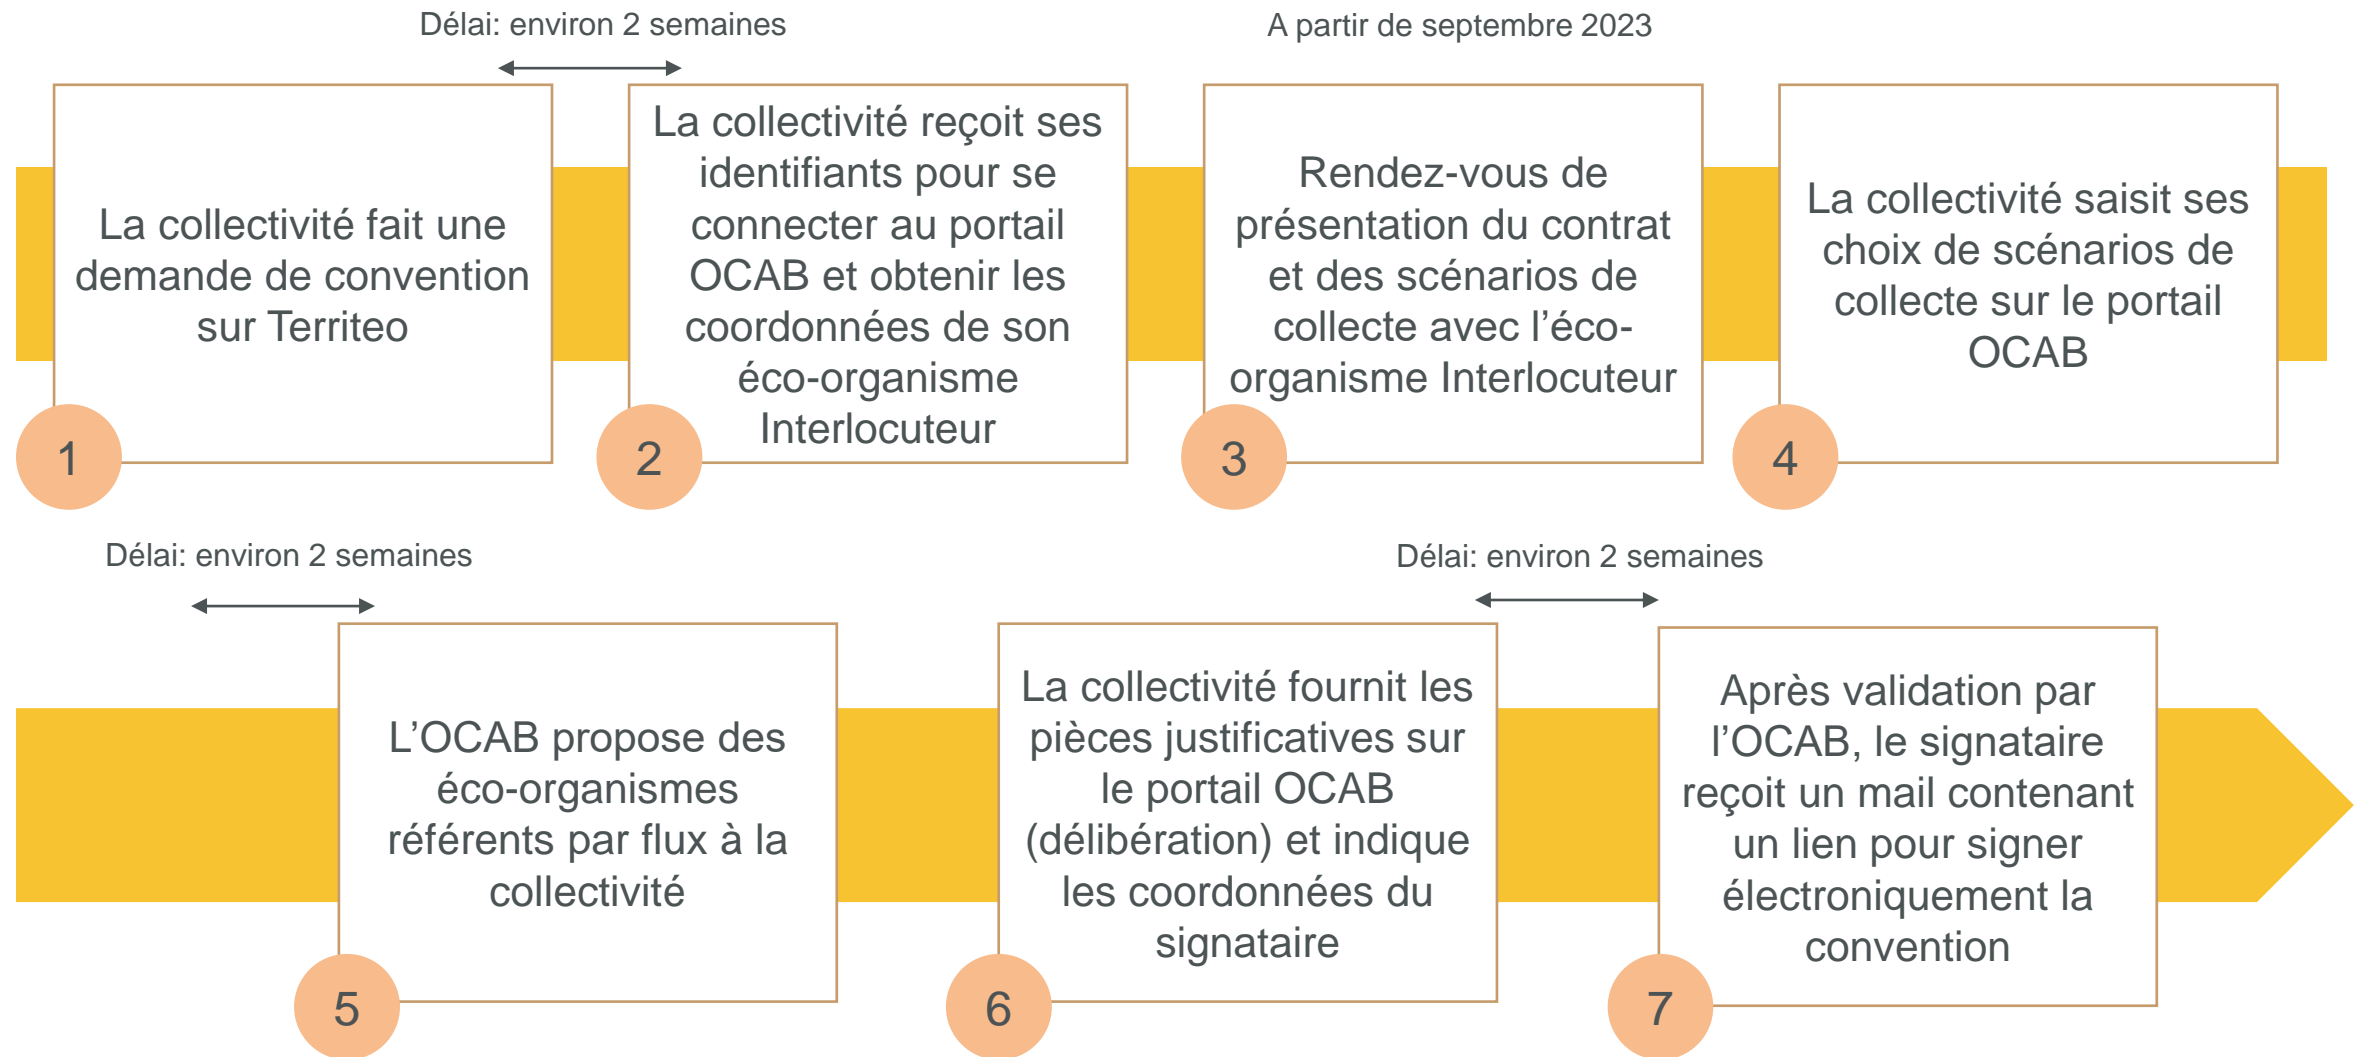 Délai: environ 2 semaines
A partir de septembre 2023
La collectivité fait une
demande de convention
sur Territeo
1
La collectivité reçoit ses
identifiants pour se
connecter au portail
OCAB et obtenir les
coordonnées de son
éco-organisme
Interlocuteur
2
Rendez-vous de
présentation du contrat
et des scénarios de
collecte avec l’éco-
organisme Interlocuteur
3
La collectivité saisit ses
choix de scénarios de
collecte sur le portail
OCAB
4
Délai: environ 2 semaines
Délai: environ 2 semaines
L’OCAB propose des
éco-organismes
référents par flux à la
collectivité
5
La collectivité fournit les
pièces justificatives sur
le portail OCAB
(délibération) et indique
les coordonnées du
signataire
6
Après validation par
l’OCAB, le signataire
reçoit un mail contenant
un lien pour signer
électroniquement la
convention
7